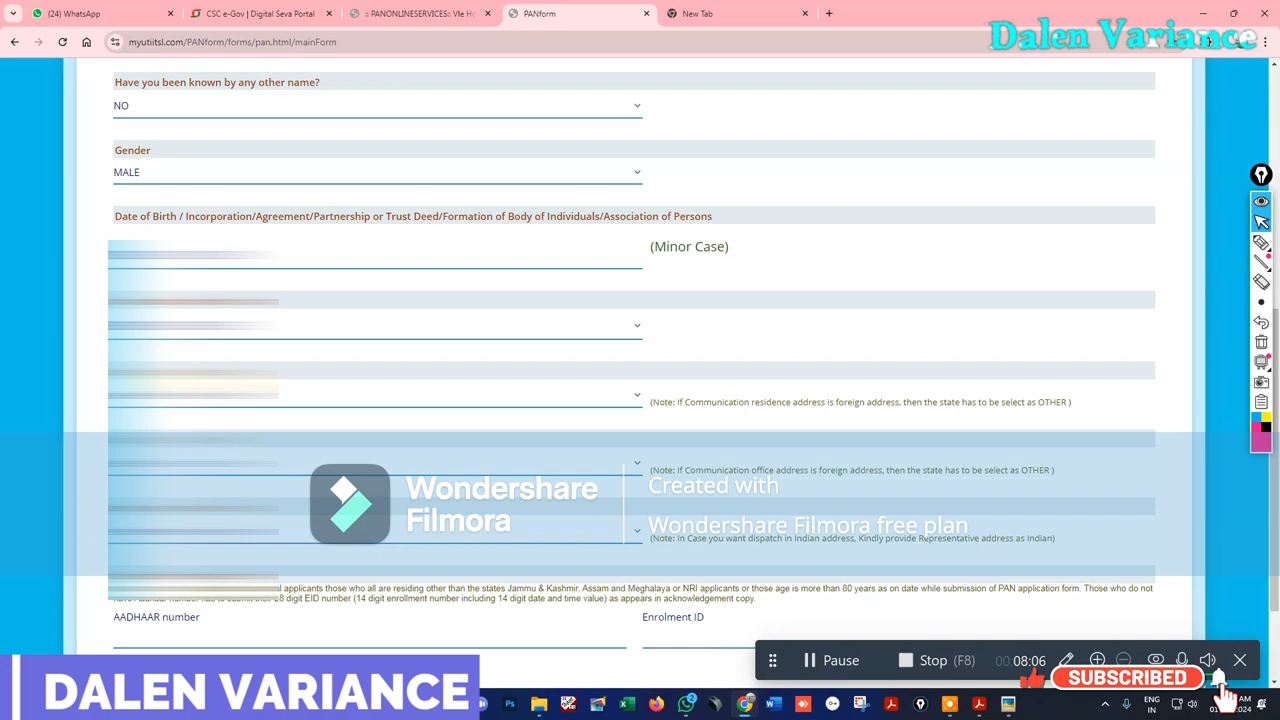 (24) WhatsApp
CSC e-Gov | Digital Seva Portal
:: PANONLINESERVICES:: Vle Ho
PANform
New Tab
myutiitsl.com/PANform/forms/pan.html/mainForm
Dalen Variance
Have you been known by any other name?
NO
Gender
MALE
Date of Birth / Incorporation/Agreement/Partnership or Trust Deed/Formation of Body of Individuals/Association of Persons
(Minor Case)
(Note: If Communication residence address is foreign address, then the state has to be select as OTHER )
(Note: If Communication office address is foreign address, then the state has to be select as OTHER )
Wondershare
Filmora
Created with
Wondershare Filmora free plan
(Note: In Case you want dispatch in Indian address, Kindly provide Representative address as Indian)
applicants those who all are residing other than the states Jammu & Kashmir, Assam and Meghalaya or NRI applicants or those age is more than 80 years as on date while submission of PAN application form. Those who do not
28 digit EID number (14 digit enrollment number including 14 digit date and time value) as appears in acknowledgement copy.
AADHAAR number
Enrolment ID
Pause
Stop (F8)
00:08:06
SUBSCRIBED
DALEN VARIANCE
ENG
IN
AM
2024